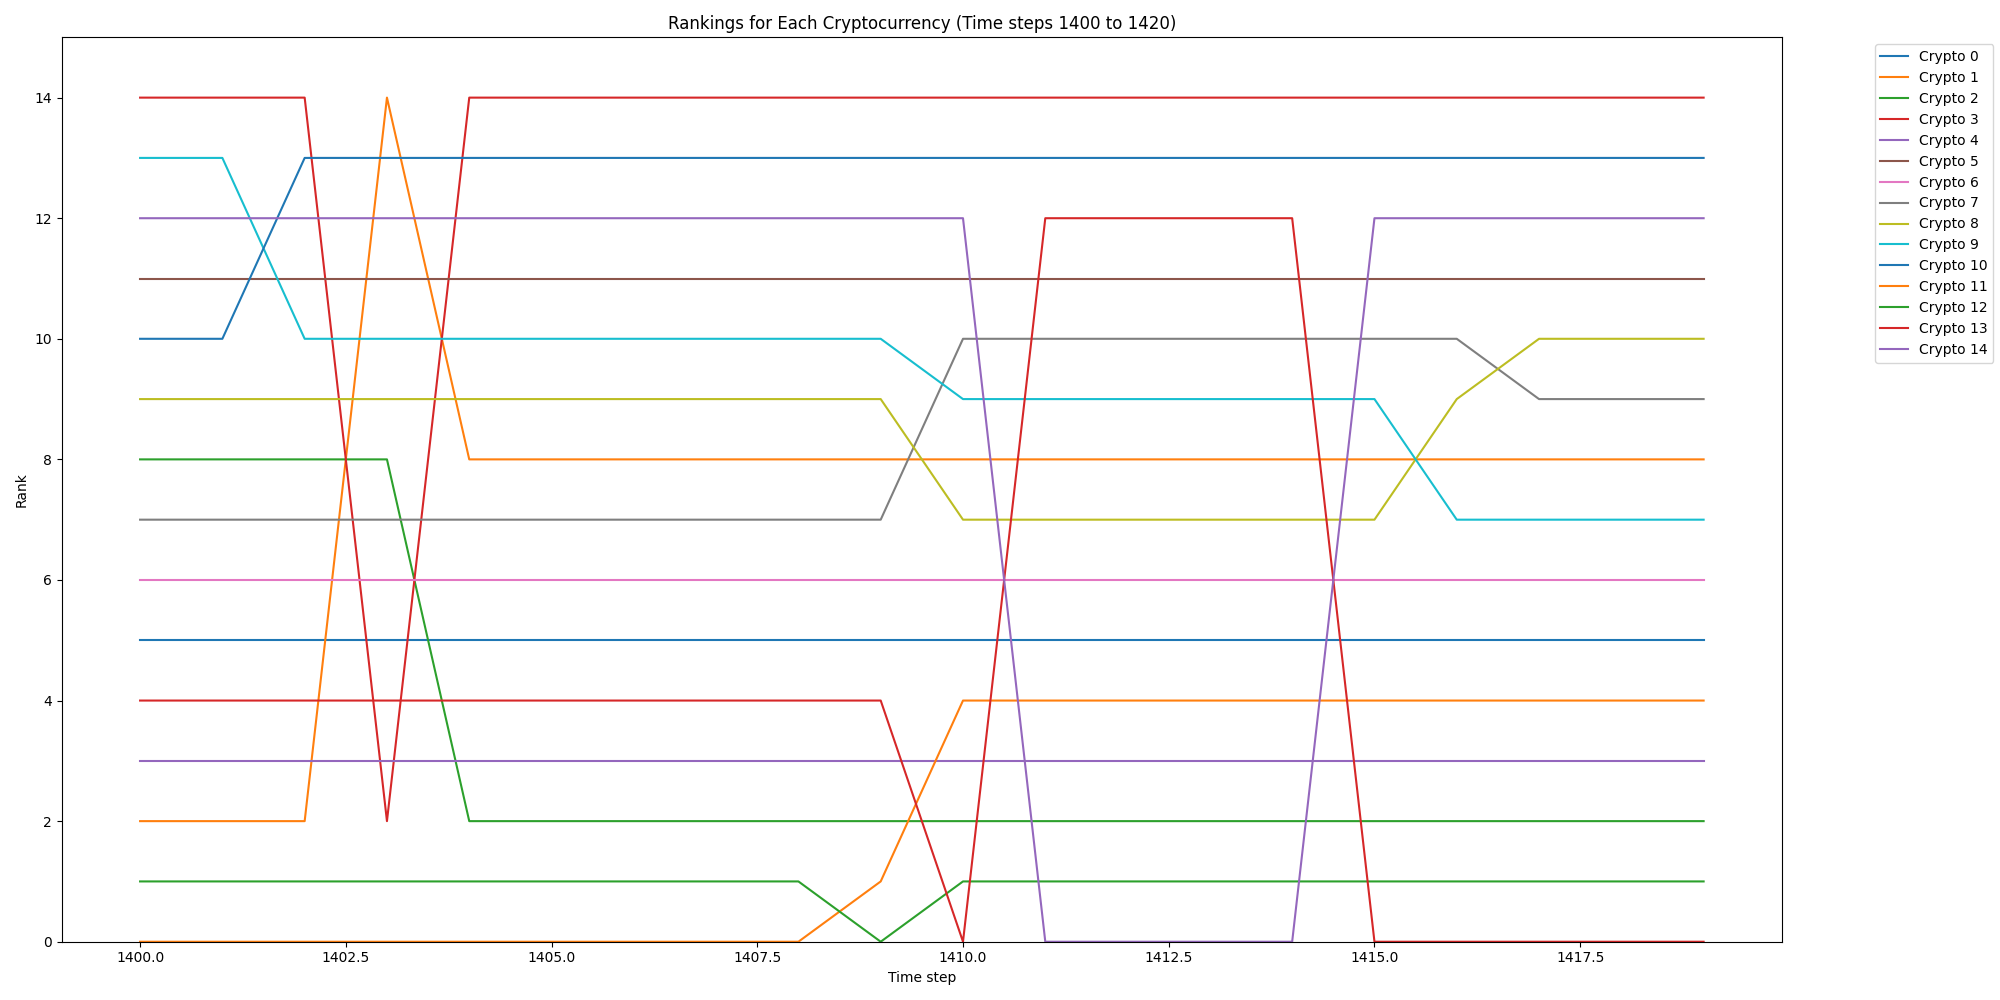 Rankings for Each Cryptocurrency (Time steps 1400 to 1420)
Rank
14
12
10
8
6
4
2
0
1400.0 1402.5 1405.0 1407.5 1410.0 1412.5 1415.0 1417.5
Time step
Crypto 0
Crypto 1
Crypto 2
Crypto 3
Crypto 4
Crypto 5
Crypto 6
Crypto 7
Crypto 8
Crypto 9
Crypto 10
Crypto 11
Crypto 12
Crypto 13
Crypto 14